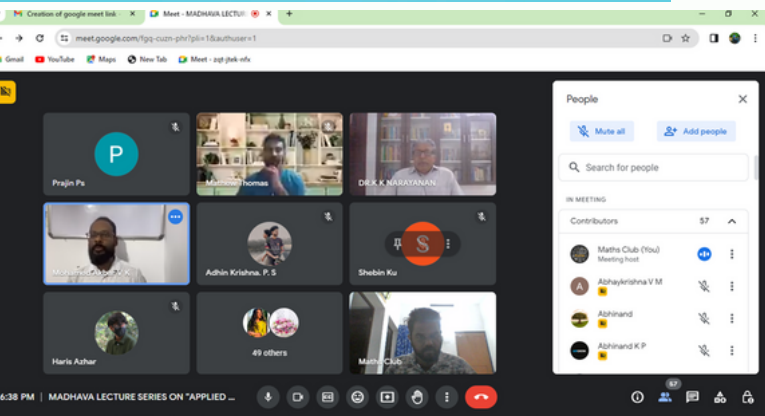 Creation of google meet link
Meet - MADHAVA LECTUR
meet.google.com/fgq-cuzn-phr?pli=1&authuser=1
Gmail
YouTube
Maps
New Tab
Meet - zqt-jtek-nfx
P
Prajin Ps
Mathew Thomas
DR.K K NARAYANAN
Adhin Krishna. P. S
S
Shebin Ku
Haris Azhar
49 others
Maths Club
People
Mute all
Add people
Search for people
IN MEETING
Contributors
57
Maths Club (You)
Meeting host
A
Abhaykrishna V M
Abhinand
Abhinand K P
6:38 PM | MADHAVA LECTURE SERIES ON "APPLIED ...
57